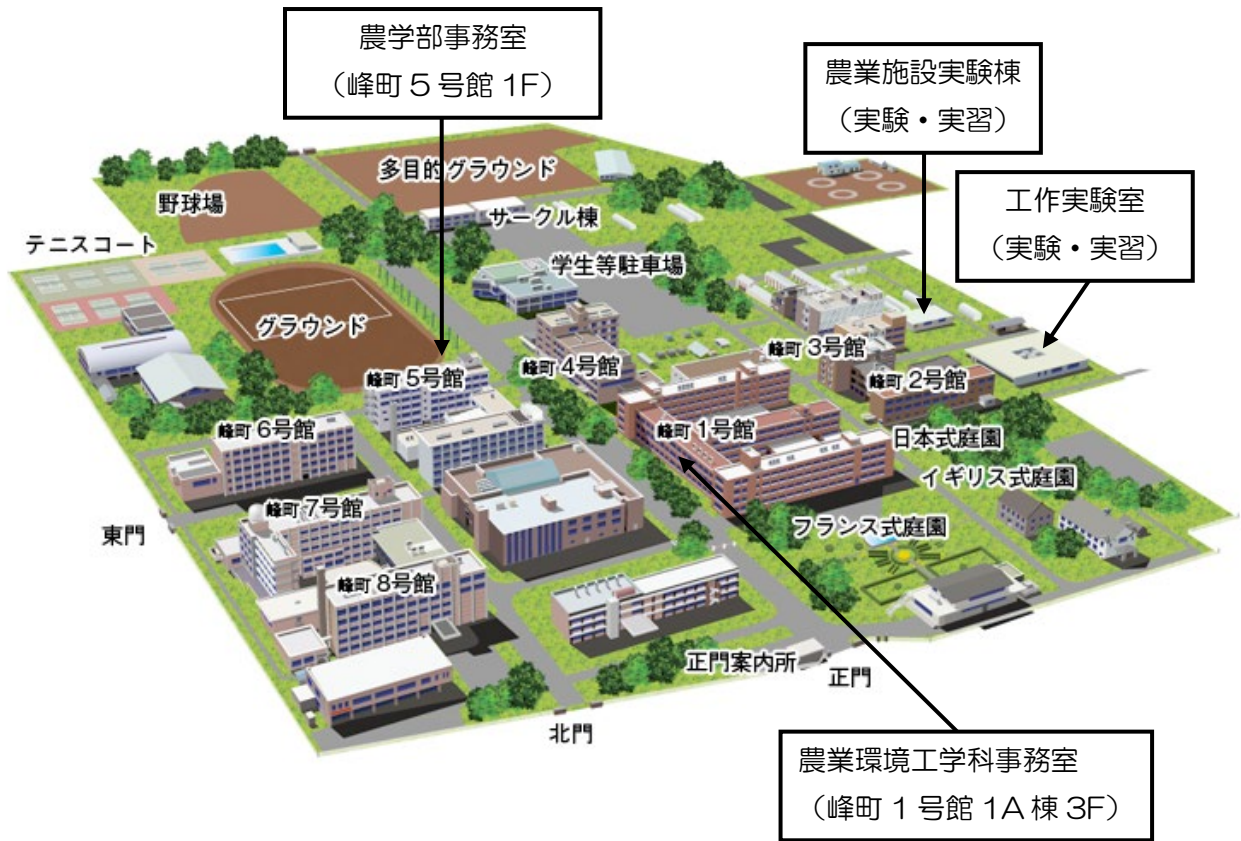 農学部事務室
（峰町５号館 1F）
農業施設実験棟
（実験・実習）
工作実験室
（実験・実習）
多目的グラウンド
野球場
サークル棟
テニスコート
学生等駐車場
グラウンド
峰町 3号館
峰町 4号館
峰町 5号館
峰町 2号館
峰町 6号館
峰町 1号館
日本式庭園
イギリス式庭園
峰町 7号館
東門
フランス式庭園
峰町 8号館
正門案内所
正門
北門
農業環境工学科事務室
（峰町１号館 1A 棟 3F）